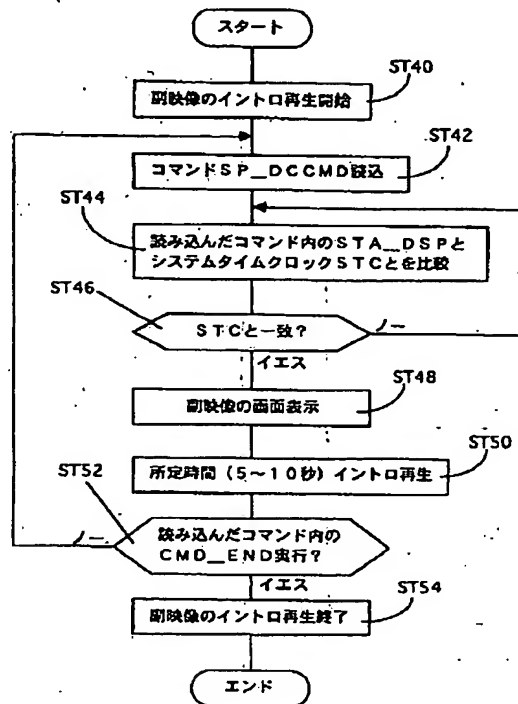 スタート
ST40
副映像のイントロ再生開始
ST42
コマンドSP__DCCMD読込
ST44
読み込んだコマンド内のSTA__DSPと
システムタイムクロックSTCとを比較
ST46
STCと一致?
ノー
イエス
ST48
副映像の画面表示
ST50
所定時間(5~10秒)イントロ再生
ST52
読み込んだコマンド内の
CMD__END実行?
ノー
イエス
ST54
副映像のイントロ再生終了
エンド